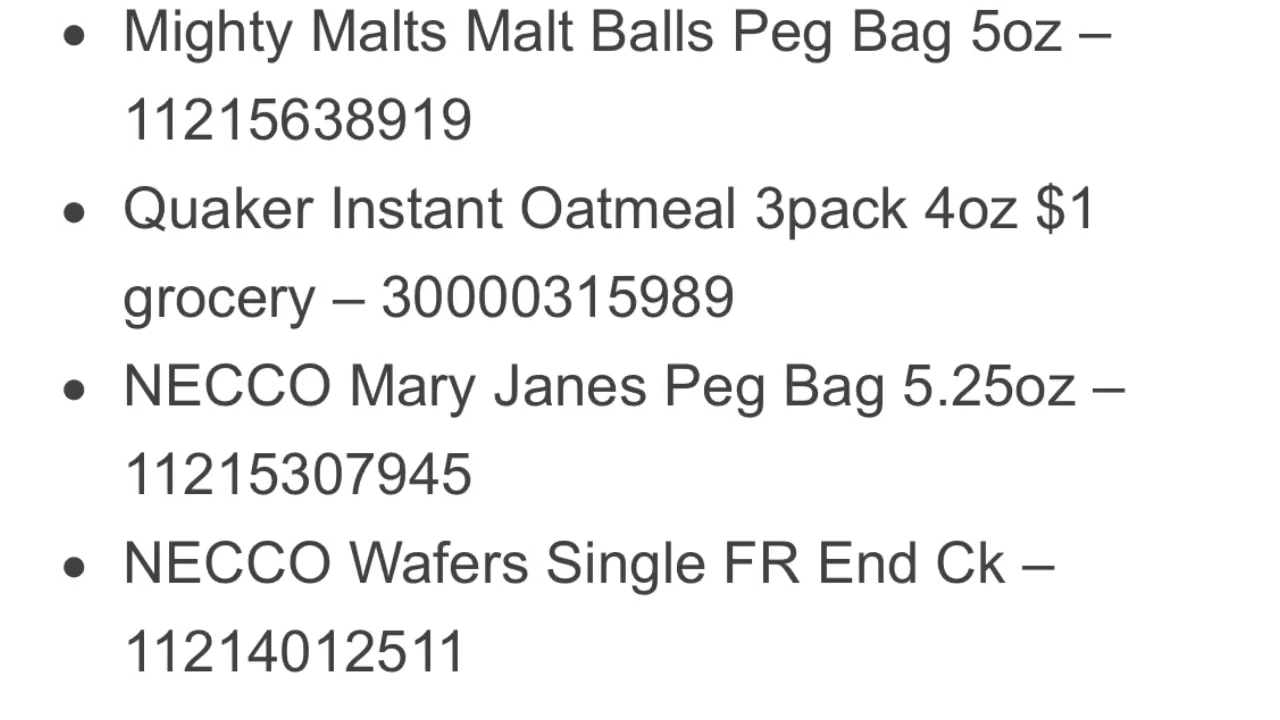 • Mighty Malts Malt Balls Peg Bag 5oz –
11215638919
• Quaker Instant Oatmeal 3pack 4oz $1
grocery – 30000315989
• NECCO Mary Janes Peg Bag 5.25oz –
11215307945
• NECCO Wafers Single FR End Ck –
11214012511